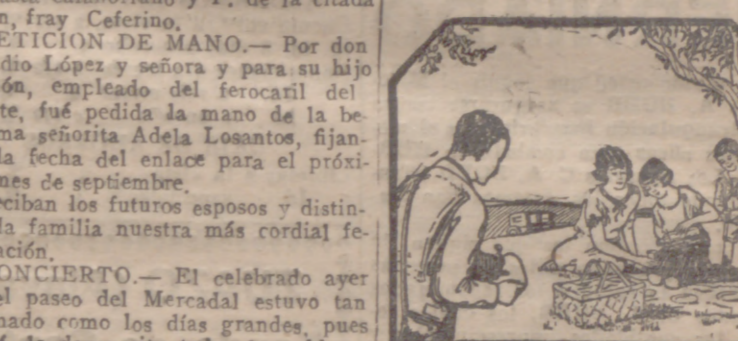 n, fray Ceferino.
ETICION DE MANO.— Por don
dio López y señora y para su hijo
ón, empleado del ferocaril del
te, fué pedida la mano de la be-
ma señorita Adela Losantos, fijan-
la fecha del enlace para el próxi-
mes de septiembre.
eciban los futuros esposos y distin-
la familia nuestra más cordial fe-
ación.
ONCIERTO.— El celebrado ayer
el paseo del Mercadal estuvo tan
mado como los días grandes, pues